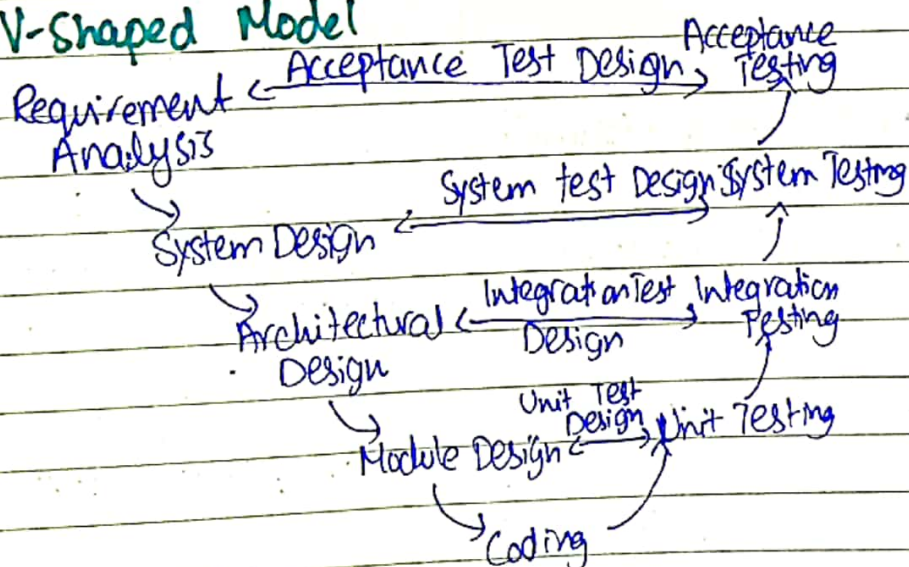 V-Shaped Model
Requirement Analysis
Acceptance Test Design
Acceptance Testing
System Design
System test Design
System Testing
Architectural Design
Integration Test Design
Integration Testing
Module Design
Unit Test Design
Unit Testing
Coding